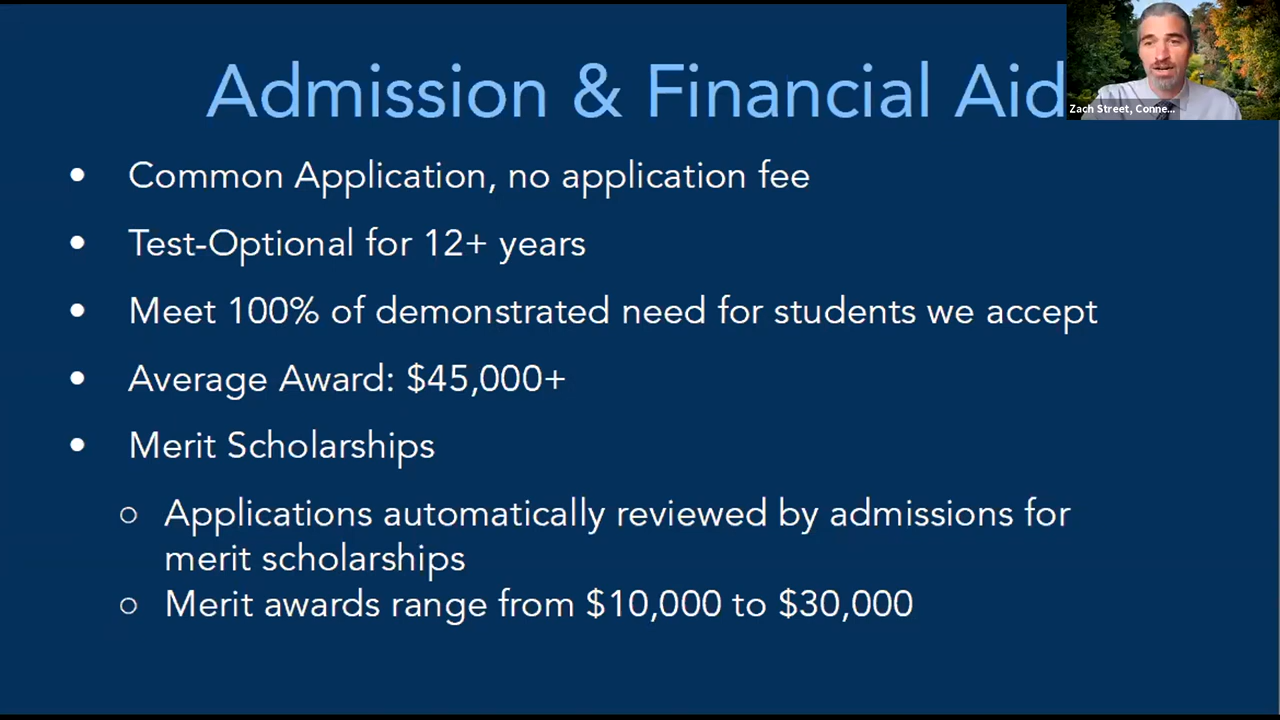 Admission & Financial Aid
Zach Street, Conne...
• Common Application, no application fee
• Test-Optional for 12+ years
• Meet 100% of demonstrated need for students we accept
• Average Award: $45,000+
• Merit Scholarships
○ Applications automatically reviewed by admissions for
merit scholarships
○ Merit awards range from $10,000 to $30,000